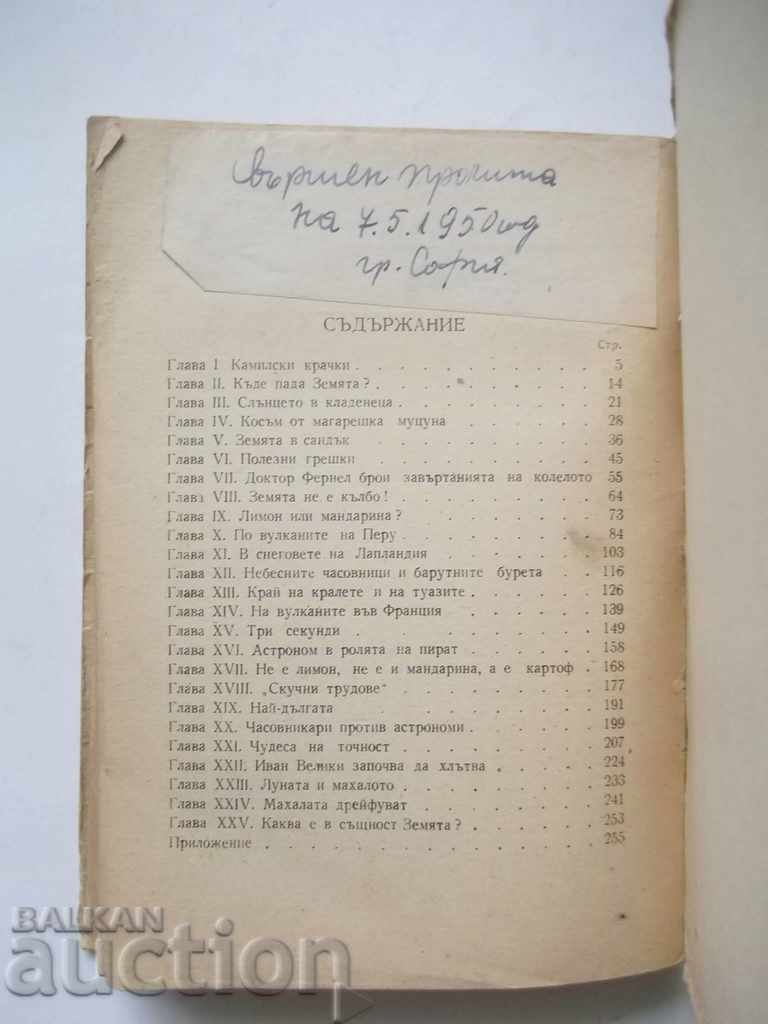 Свършен прочита
на 7.5.1950 год
гр. София.
СЪДЪРЖАНИЕ
Стр.
Глава I Камилски крачки . . . . . . . . . . 5
Глава II. Къде пада Земята? . . . . . . . . . 14
Глава III. Слънцето в кладенеца . . . . . . . . 21
Глава IV. Косъм от магарешка муцуна . . . . . . 28
Глава V. Земята в сандък . . . . . . . . . . 36
Глава VI. Полезни грешки . . . . . . . . . 45
Глава VII. Доктор Фернел брои завъртанията на колелото 55
Глава VIII. Земята не е кълбо! . . . . . . . . 64
Глава IX. Лимон или мандарина? . . . . . . . . 73
Глава X. По вулканите на Перу . . . . . . . . 84
Глава XI. В снеговете на Лапландия . . . . . . 103
Глава XII. Небесните часовници и барутните бурета . . 116
Глава XIII. Край на кралете и на туазите . . . . . 126
Глава XIV. На вулканите във Франция . . . . . . 139
Глава XV. Три секунди . . . . . . . . . . 149
Глава XVI. Астроном в ролята на пират . . . . . . 158
Глава XVII. Не е лимон, не е и мандарина, а е картоф . 168
Глава XVIII. „Скучни трудове“ . . . . . . . . 177
Глава XIX. Най-дългата . . . . . . . . . . 191
Глава XX. Часовникари против астрономи . . . . . 199
Глава XXI. Чудеса на точност . . . . . . . . 207
Глава XXII. Иван Велики започва да хлътва . . . . 224
Глава XXIII. Луната и махалото . . . . . . . . 233
Глава XXIV. Махалата дрейфуват . . . . . . . 241
Глава XXV. Каква е в същност Земята? . . . . . . 253
Приложение . . . . . . . . . . . . . 255
BALKAN
auction